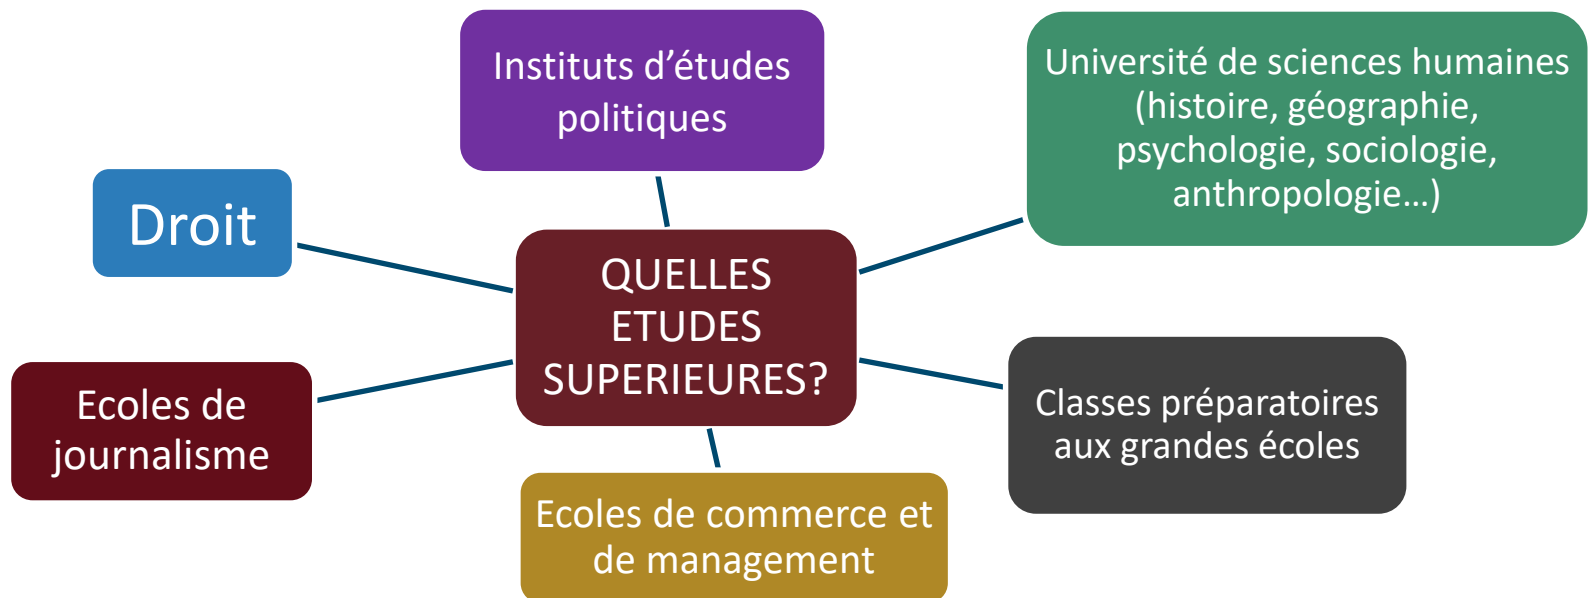 Instituts d’études
politiques
Université de sciences humaines
(histoire, géographie,
psychologie, sociologie,
anthropologie…)
Droit
QUELLES
ETUDES
SUPERIEURES?
Ecoles de
journalisme
Classes préparatoires
aux grandes écoles
Ecoles de commerce et
de management